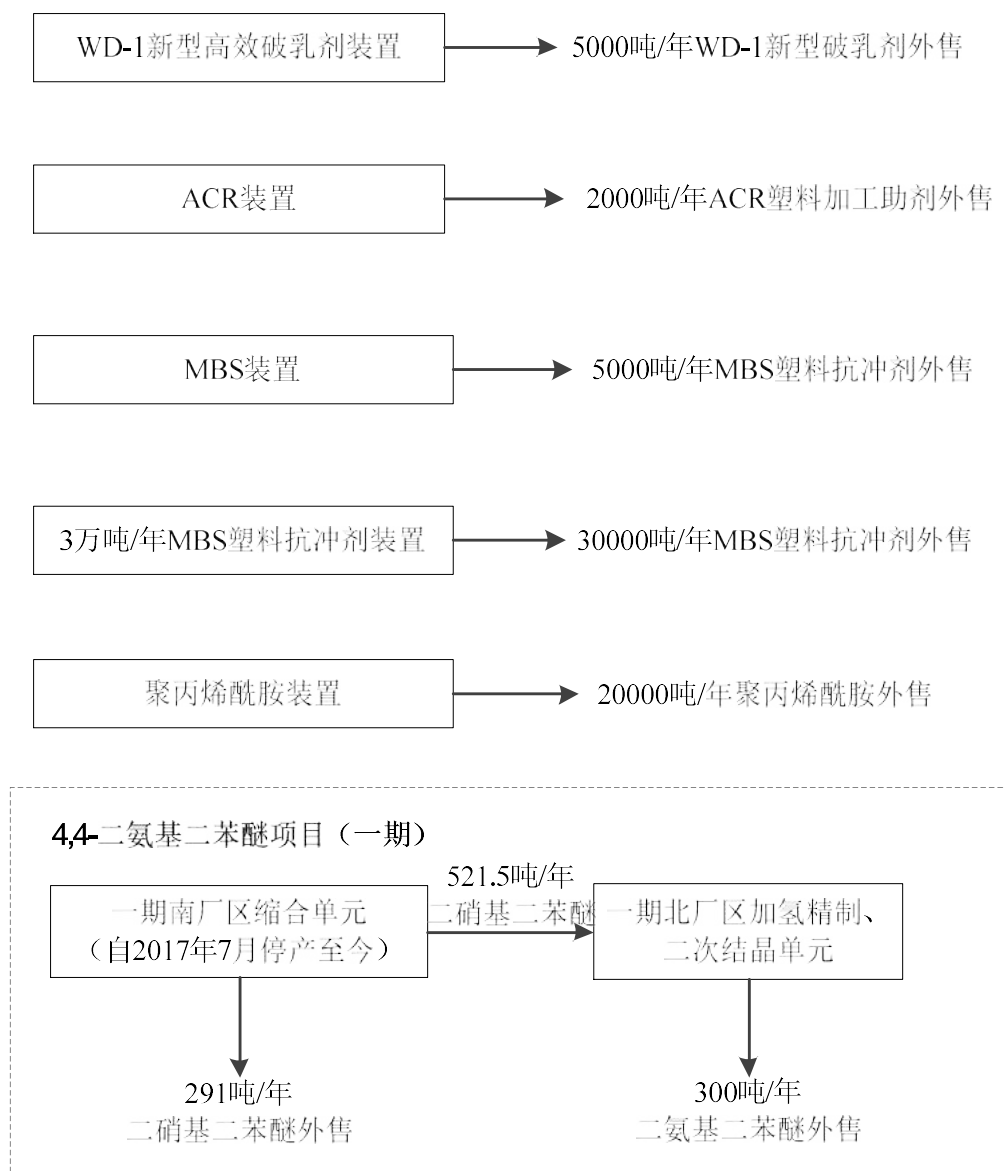 WD-1新型高效破乳剂装置
5000吨/年WD-1新型破乳剂外售
ACR装置
2000吨/年ACR塑料加工助剂外售
MBS装置
5000吨/年MBS塑料抗冲剂外售
3万吨/年MBS塑料抗冲剂装置
30000吨/年MBS塑料抗冲剂外售
聚丙烯酰胺装置
20000吨/年聚丙烯酰胺外售
4,4-二氨基二苯醚项目（一期）
一期南厂区缩合单元
（自2017年7月停产至今）
521.5吨/年
二硝基二苯醚
一期北厂区加氢精制、
二次结晶单元
291吨/年
二硝基二苯醚外售
300吨/年
二氨基二苯醚外售